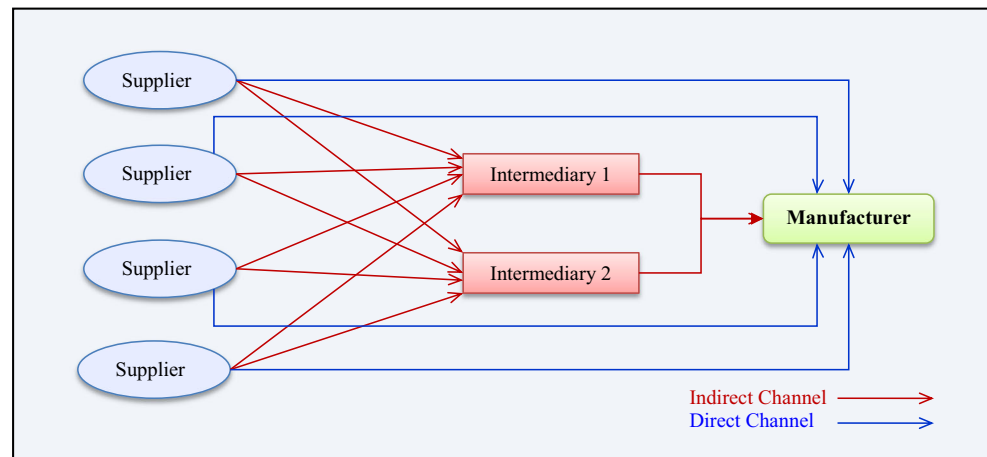 Supplier
Supplier
Intermediary 1
Manufacturer
Supplier
Intermediary 2
Supplier
Indirect Channel
Direct Channel